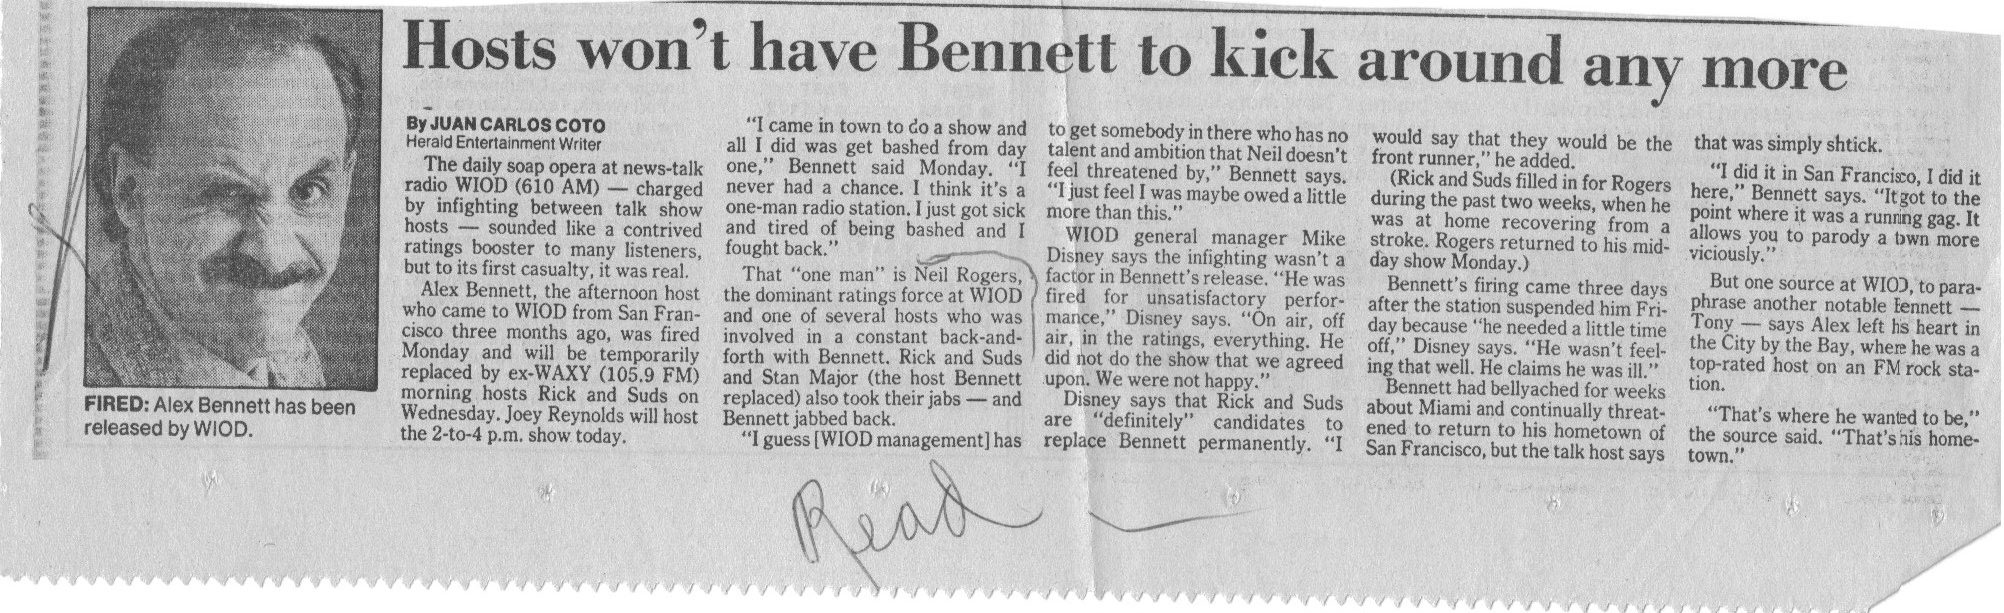 Hosts won't have Bennett to kick around any more
FIRED: Alex Bennett has been
released by WIOD.
By JUAN CARLOS COTO
Herald Entertainment Writer
The daily soap opera at news-talk
radio WIOD (610 AM) — charged
by infighting between talk show
hosts — sounded like a contrived
ratings booster to many listeners,
but to its first casualty, it was real.
Alex Bennett, the afternoon host
who came to WIOD from San Fran-
cisco three months ago, was fired
Monday and will be temporarily
replaced by ex-WAXY (105.9 FM)
morning hosts Rick and Suds on
Wednesday. Joey Reynolds will host
the 2-to-4 p.m. show today.
"I came in town to do a show and
all I did was get bashed from day
one," Bennett said Monday. "I
never had a chance. I think it's a
one-man radio station. I just got sick
and tired of being bashed and I
fought back."
That "one man" is Neil Rogers,
the dominant ratings force at WIOD
and one of several hosts who was
involved in a constant back-and-
forth with Bennett. Rick and Suds
and Stan Major (the host Bennett
replaced) also took their jabs — and
Bennett jabbed back.
"I guess [WIOD management] has
to get somebody in there who has no
talent and ambition that Neil doesn't
feel threatened by," Bennett says.
"I just feel I was maybe owed a little
more than this."
WIOD general manager Mike
Disney says the infighting wasn't a
factor in Bennett's release. "He was
fired for unsatisfactory perfor-
mance," Disney says. "On air, off
air, in the ratings, everything. He
did not do the show that we agreed
upon. We were not happy."
Disney says that Rick and Suds
are "definitely" candidates to
replace Bennett permanently. "I
would say that they would be the
front runner," he added.
(Rick and Suds filled in for Rogers
during the past two weeks, when he
was at home recovering from a
stroke. Rogers returned to his mid-
day show Monday.)
Bennett's firing came three days
after the station suspended him Fri-
day because "he needed a little time
off," Disney says. "He wasn't feel-
ing that well. He claims he was ill."
Bennett had bellyached for weeks
about Miami and continually threat-
ened to return to his hometown of
San Francisco, but the talk host says
that was simply shtick.
"I did it in San Francisco, I did it
here," Bennett says. "It got to the
point where it was a running gag. It
allows you to parody a town more
viciously."
But one source at WIOD, to para-
phrase another notable Bennett —
Tony — says Alex left his heart in
the City by the Bay, where he was a
top-rated host on an FM rock sta-
tion.
"That's where he wanted to be,"
the source said. "That's his home-
town."
Read